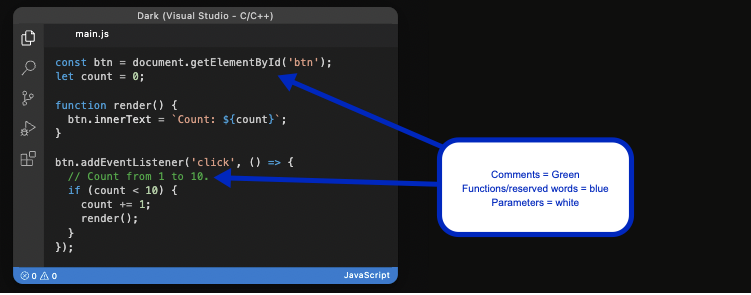 Dark (Visual Studio - C/C++)
main.js
const btn = document.getElementById('btn');
let count = 0;
function render() {
btn.innerText = `Count: ${count}`;
}
btn.addEventListener('click', () => {
// Count from 1 to 10.
if (count < 10) {
count += 1;
render();
}
});
Comments = Green
Functions/reserved words = blue
Parameters = white
0 0
JavaScript